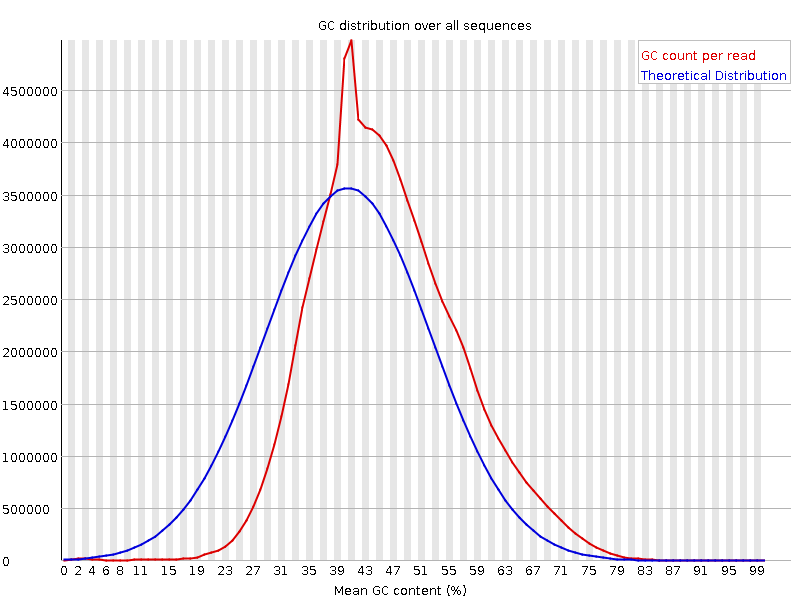 GC distribution over all sequences
GC count per read
Theoretical Distribution
4500000
4000000
3500000
3000000
2500000
2000000
1500000
1000000
500000
0
0 2 4 6 8 11 15 19 23 27 31 35 39 43 47 51 55 59 63 67 71 75 79 83 87 91 95 99
Mean GC content (%)